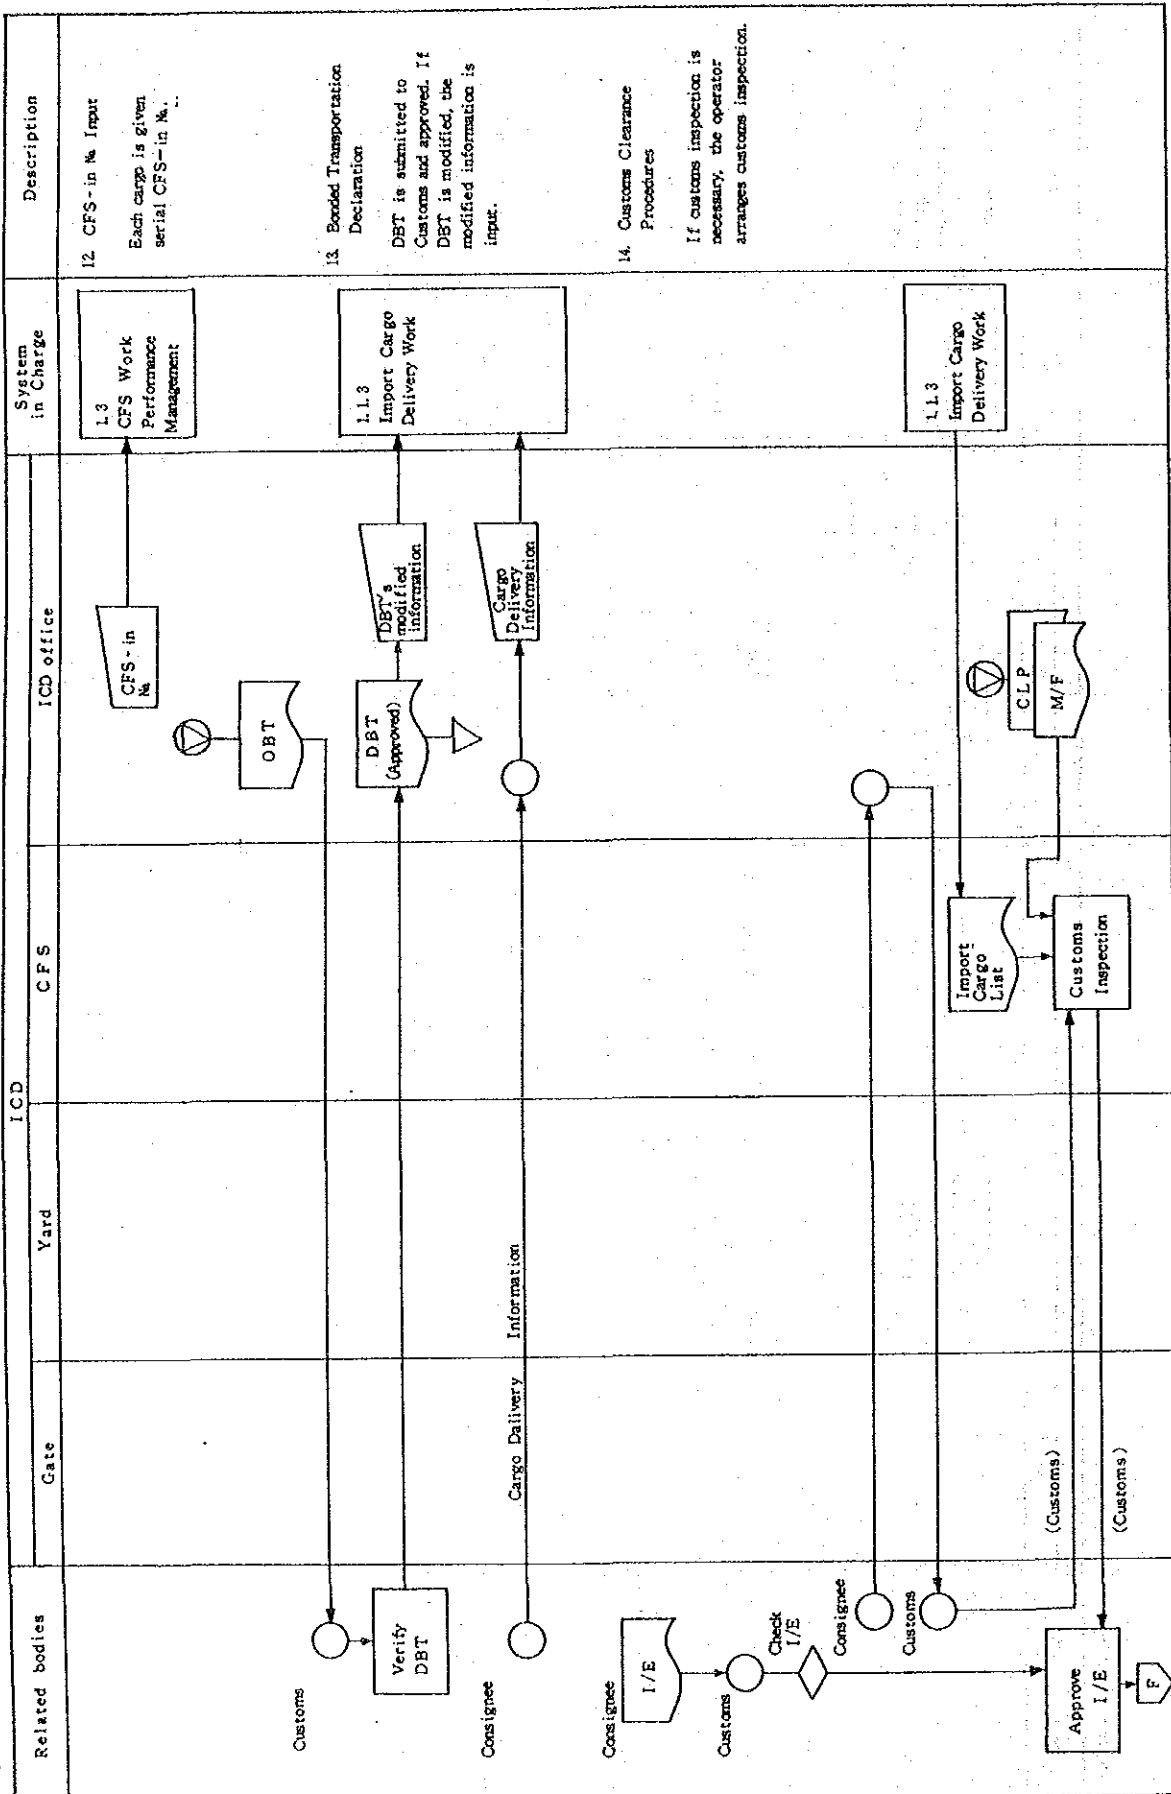 Related bodies
ICD
Gate
Yard
CFS
ICD office
System
in Charge
Description
CFS-in
№
1.3
CFS Work
Performance
Management
12. CFS-in № Input
Each cargo is given
serial CFS-in №.
Customs
OBT
Verify
DBT
DBT
(Approved)
DBT's
modified
information
1.1.3
Import Cargo
Delivery Work
13. Bonded Transportation
Declaration
DBT is submitted to
Customs and approved. If
DBT is modified, the
modified information is
input.
Consignee
Cargo Dalivery Information
Cargo
Delivery
Information
Consignee
I/E
Customs
Check
I/E
14. Customs Clearance
Procedures
If customs inspection is
necessary, the operator
arranges customs inspection.
Consignee
Customs
Import
Cargo
List
1.1.3
Import Cargo
Delivery Work
CLP
M/F
Customs
Inspection
(Customs)
(Customs)
Approve
I/E
F